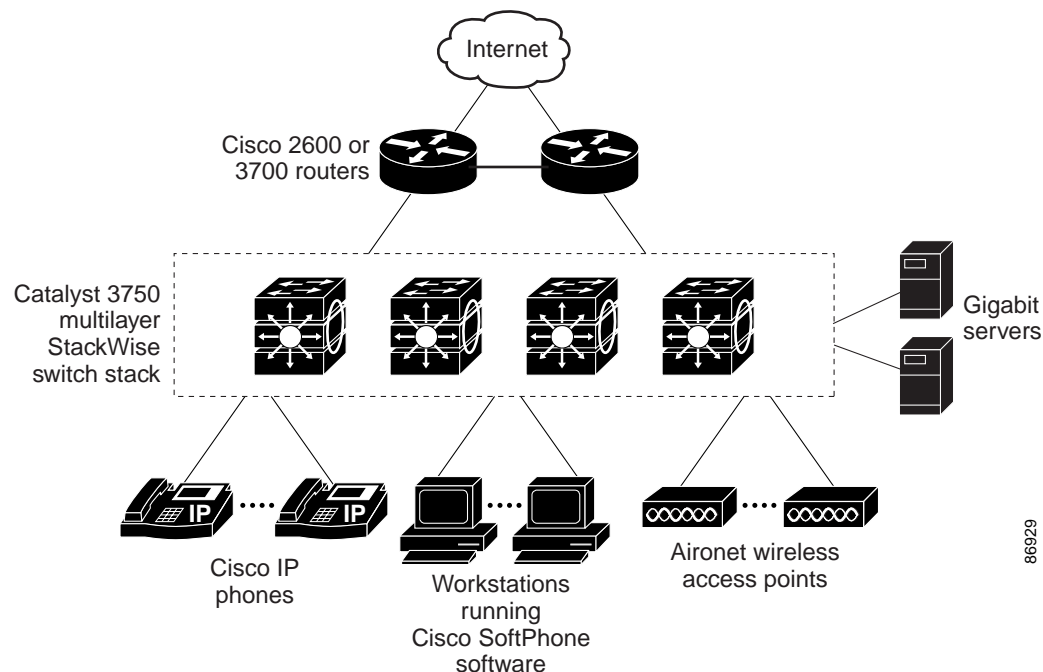 Internet
Cisco 2600 or
3700 routers
Catalyst 3750
multilayer
StackWise
switch stack
Gigabit
servers
IP
IP
Cisco IP
phones
Workstations
running
Cisco SoftPhone
software
Aironet wireless
access points
86929